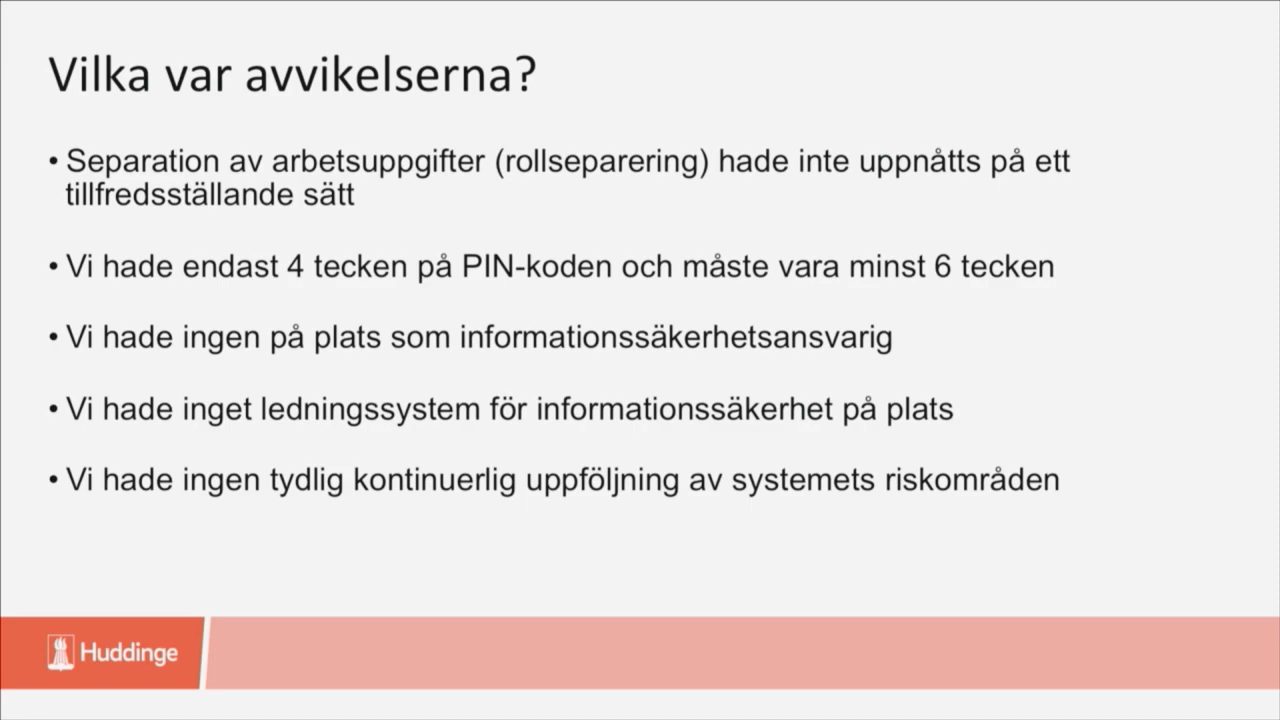 Vilka var avvikelserna?
• Separation av arbetsuppgifter (rollseparering) hade inte uppnåtts på ett
tillfredsställande sätt
• Vi hade endast 4 tecken på PIN-koden och måste vara minst 6 tecken
• Vi hade ingen på plats som informationssäkerhetsansvarig
• Vi hade inget ledningssystem för informationssäkerhet på plats
• Vi hade ingen tydlig kontinuerlig uppföljning av systemets riskområden
Huddinge